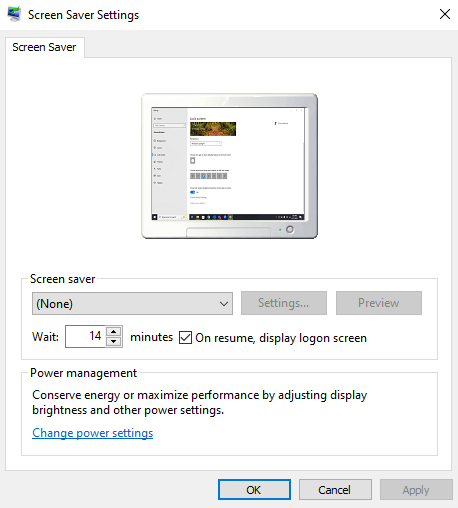 Screen Saver Settings
Screen Saver
Lock screen
Screen saver
(None)
Settings...
Preview
Wait:
14
minutes
On resume, display logon screen
Power management
Conserve energy or maximize performance by adjusting display
brightness and other power settings.
Change power settings
OK
Cancel
Apply